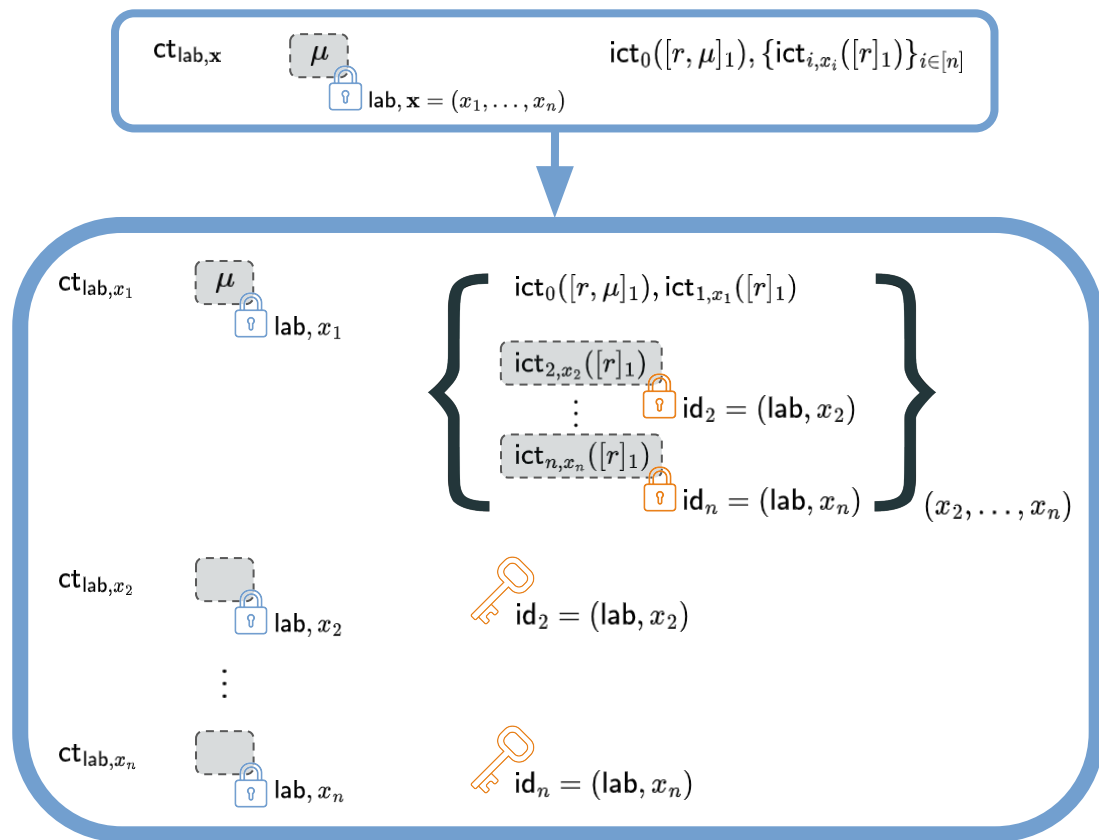 ct_{lab,𝐱} μ ict_0([r, μ]_1), {ict_{i,x_i}([r]_1)}_{i∈[n]}
lab, 𝐱 = (x_1, …, x_n)
ct_{lab,x_1} μ ict_0([r, μ]_1), ict_{1,x_1}([r]_1)
lab, x_1
ict_{2,x_2}([r]_1)
⋮ id_2 = (lab, x_2)
ict_{n,x_n}([r]_1)
id_n = (lab, x_n)
(x_2, …, x_n)
ct_{lab,x_2}
lab, x_2 id_2 = (lab, x_2)
⋮
ct_{lab,x_n}
lab, x_n id_n = (lab, x_n)